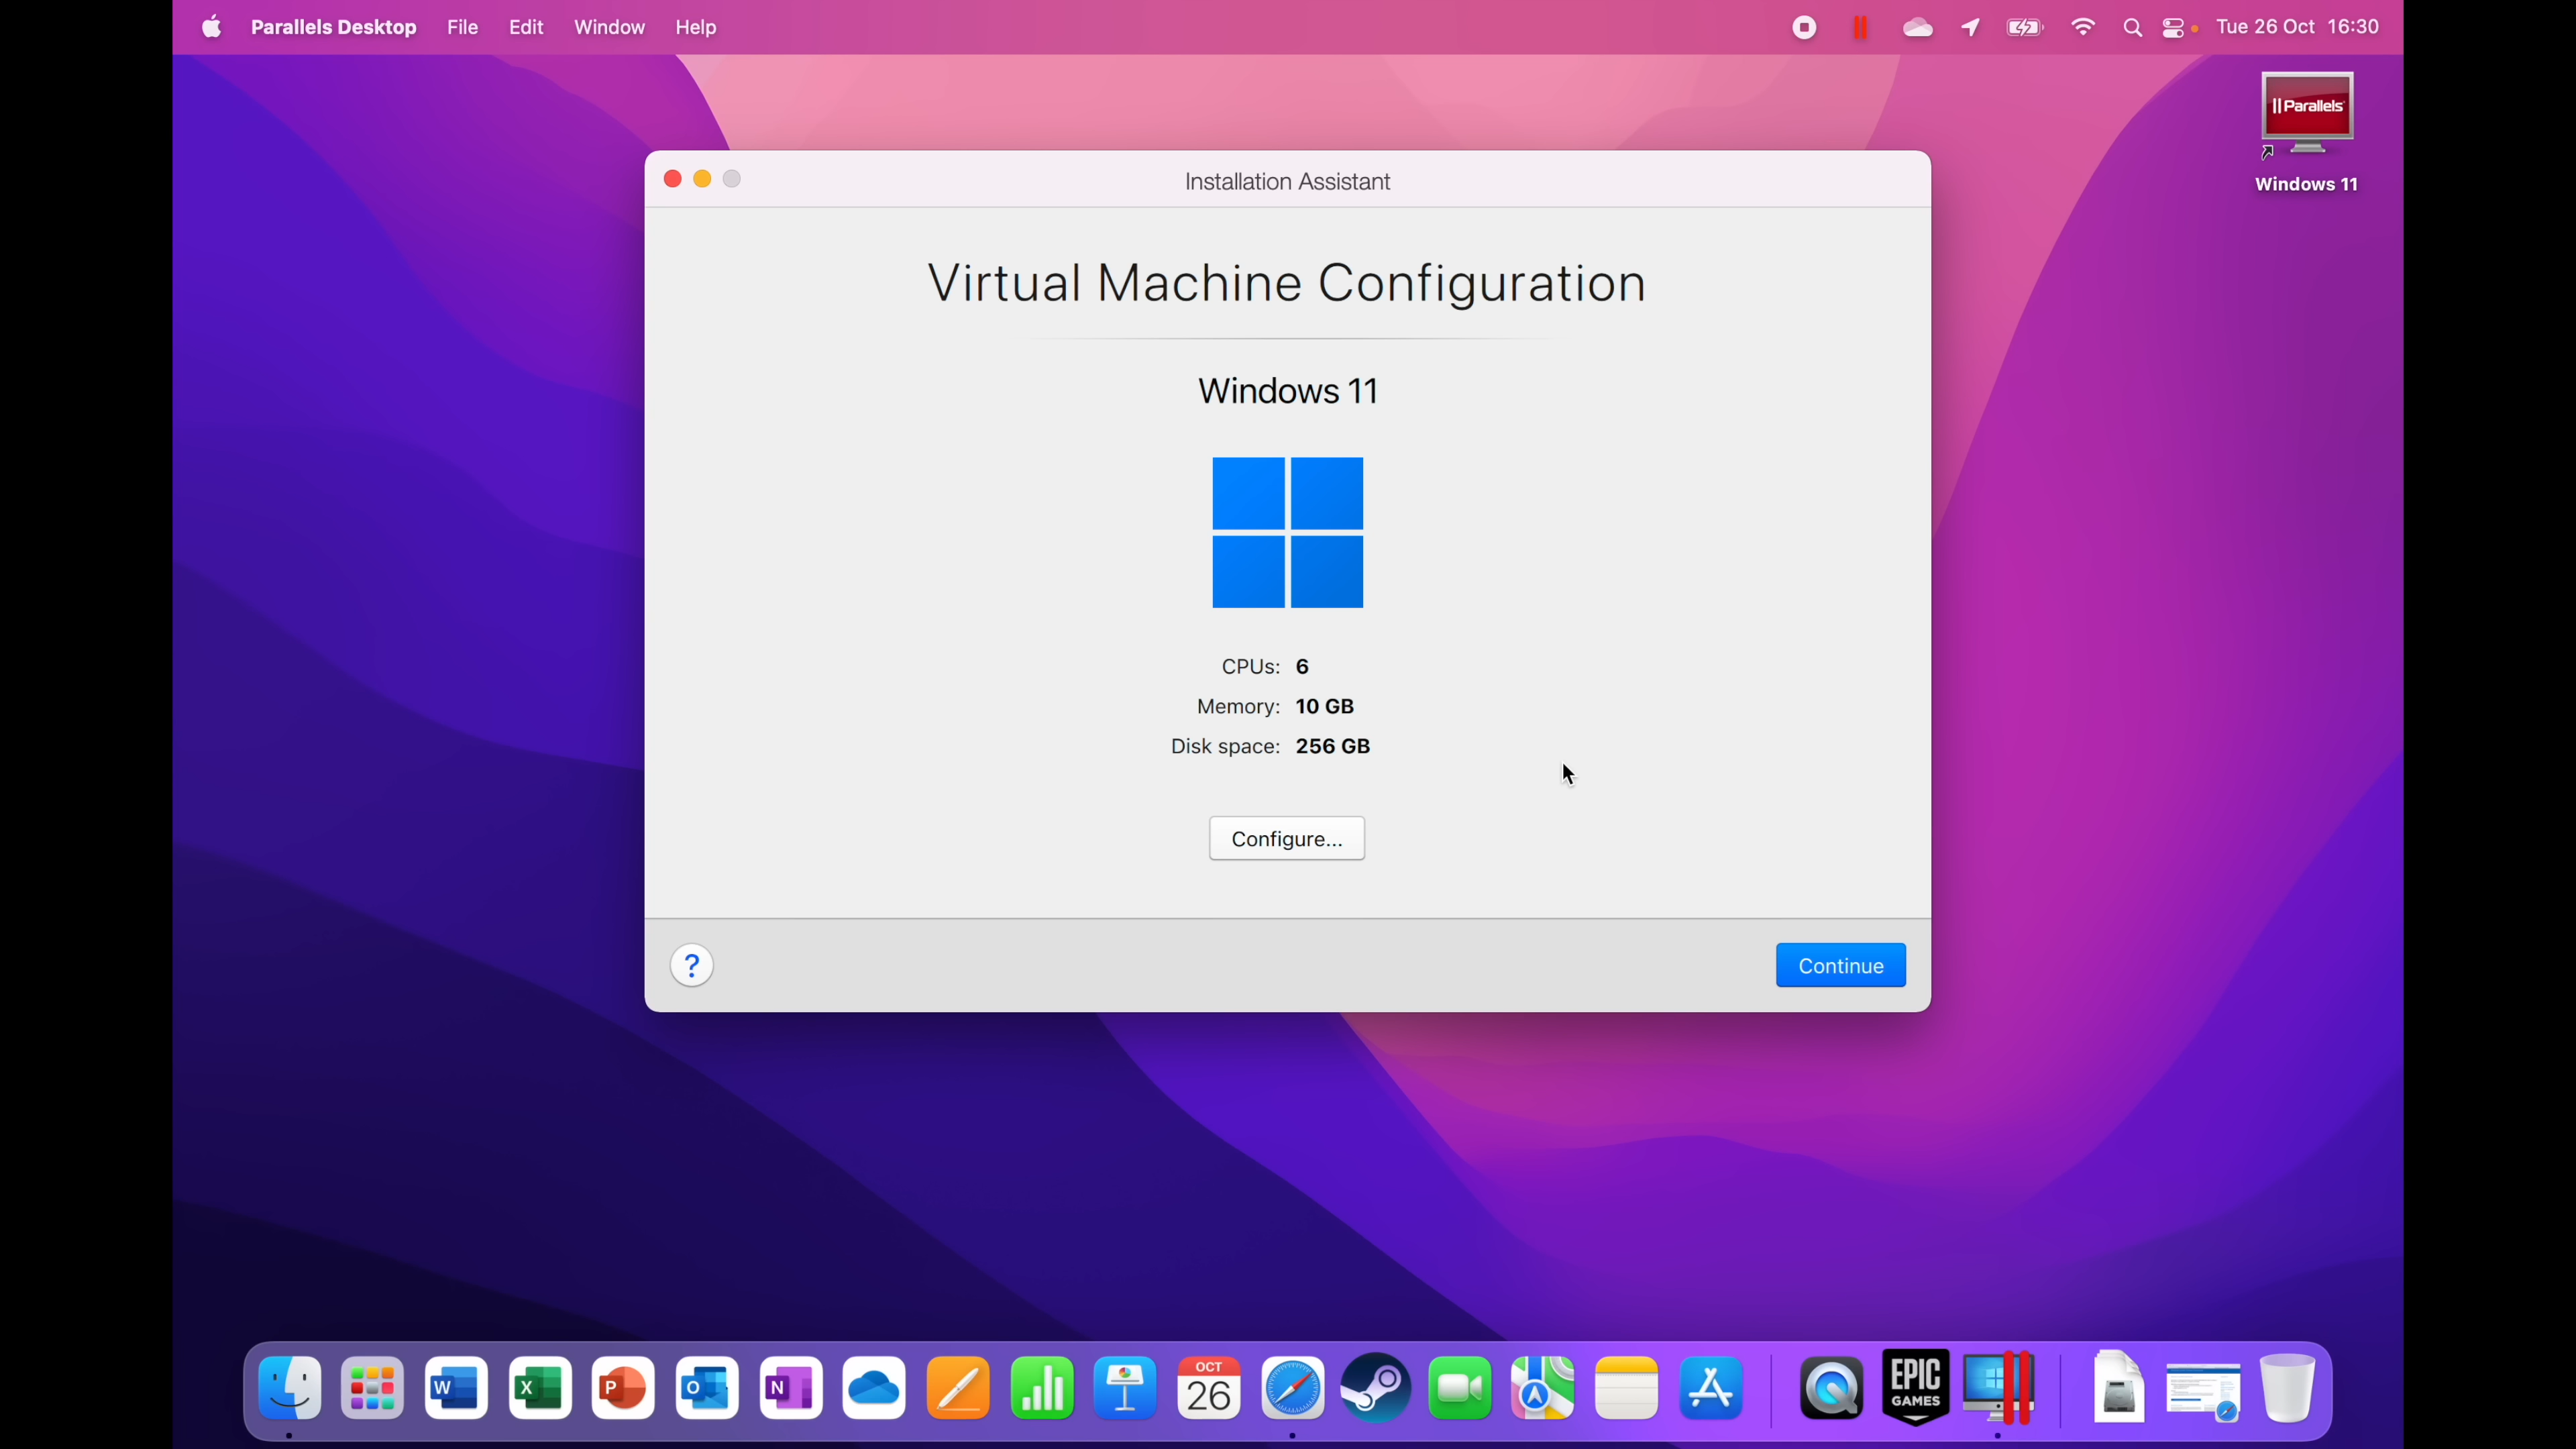 Parallels Desktop File Edit Window Help Tue 26 Oct 16:30
Parallels
Windows 11
Installation Assistant
Virtual Machine Configuration
Windows 11
CPUs: 6
Memory: 10 GB
Disk space: 256 GB
Configure...
? Continue
W X P O N OCT 26 EPIC GAMES